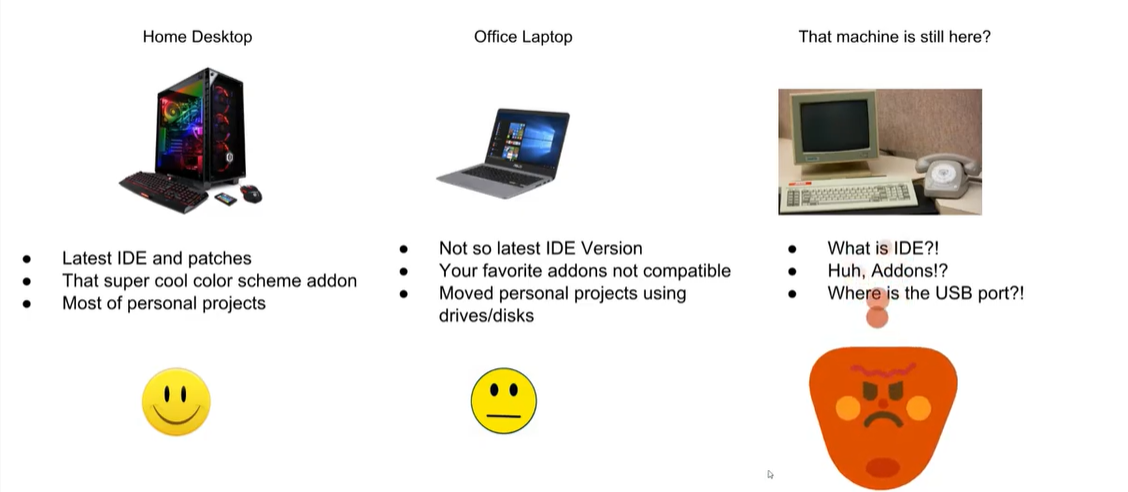 Home Desktop
Office Laptop
That machine is still here?
Latest IDE and patches
That super cool color scheme addon
Most of personal projects
Not so latest IDE Version
Your favorite addons not compatible
Moved personal projects using
drives/disks
What is IDE?!
Huh, Addons!?
Where is the USB port?!